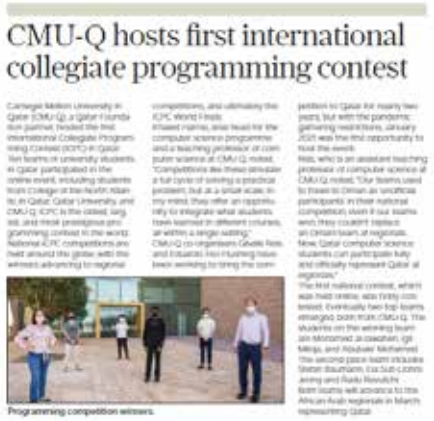 CMU-Q hosts first international
collegiate programming contest
Carnegie Mellon University in
Qatar (CMU-Q), a Qatar Founda-
tion partner, hosted the first
International Collegiate Program-
ming Contest (ICPC) in Qatar.
Ten teams of university students
in Qatar participated in the
online event, including students
from College of the North Atlan-
tic in Qatar, Qatar University, and
CMU-Q. ICPC is the oldest, larg-
est, and most prestigious pro-
gramming contest in the world.
National ICPC competitions are
held around the globe, with the
winners advancing to regional
competitions, and ultimately the
ICPC World Finals.
Khaled Harras, area head for the
computer science programme
and a teaching professor of com-
puter science at CMU-Q, noted,
"Competitions like these simulate
a full cycle of solving a practical
problem, but at a small scale. In
my mind, they offer an opportu-
nity to integrate what students
have learned in different courses,
all within a single setting."
CMU-Q co-organisers Giselle Reis
and Eduardo Feo-Flushing have
been working to bring the com-
petition to Qatar for nearly two
years, but with the pandemic
gathering restrictions, January
2021 was the first opportunity to
host the event.
Reis, who is an assistant teaching
professor of computer science at
CMU-Q, noted, "Our teams used
to travel to Oman as unofficial
participants in their national
competition, even if our teams
won, they couldn't replace
an Omani team at regionals.
Now, Qatar computer science
students can participate fully
and officially represent Qatar at
regionals."
The first national contest, which
was held online, was hotly con-
tested. Eventually two top teams
emerged, both from CMU-Q. The
students on the winning team
are Mohamed
and Aboubakr Mohamed.
The second place team includes
Stefan
Jering and Radu Revutchi.
Both teams will advance to the
African Arab regionals in March,
representing Qatar.
Programming competition winners.